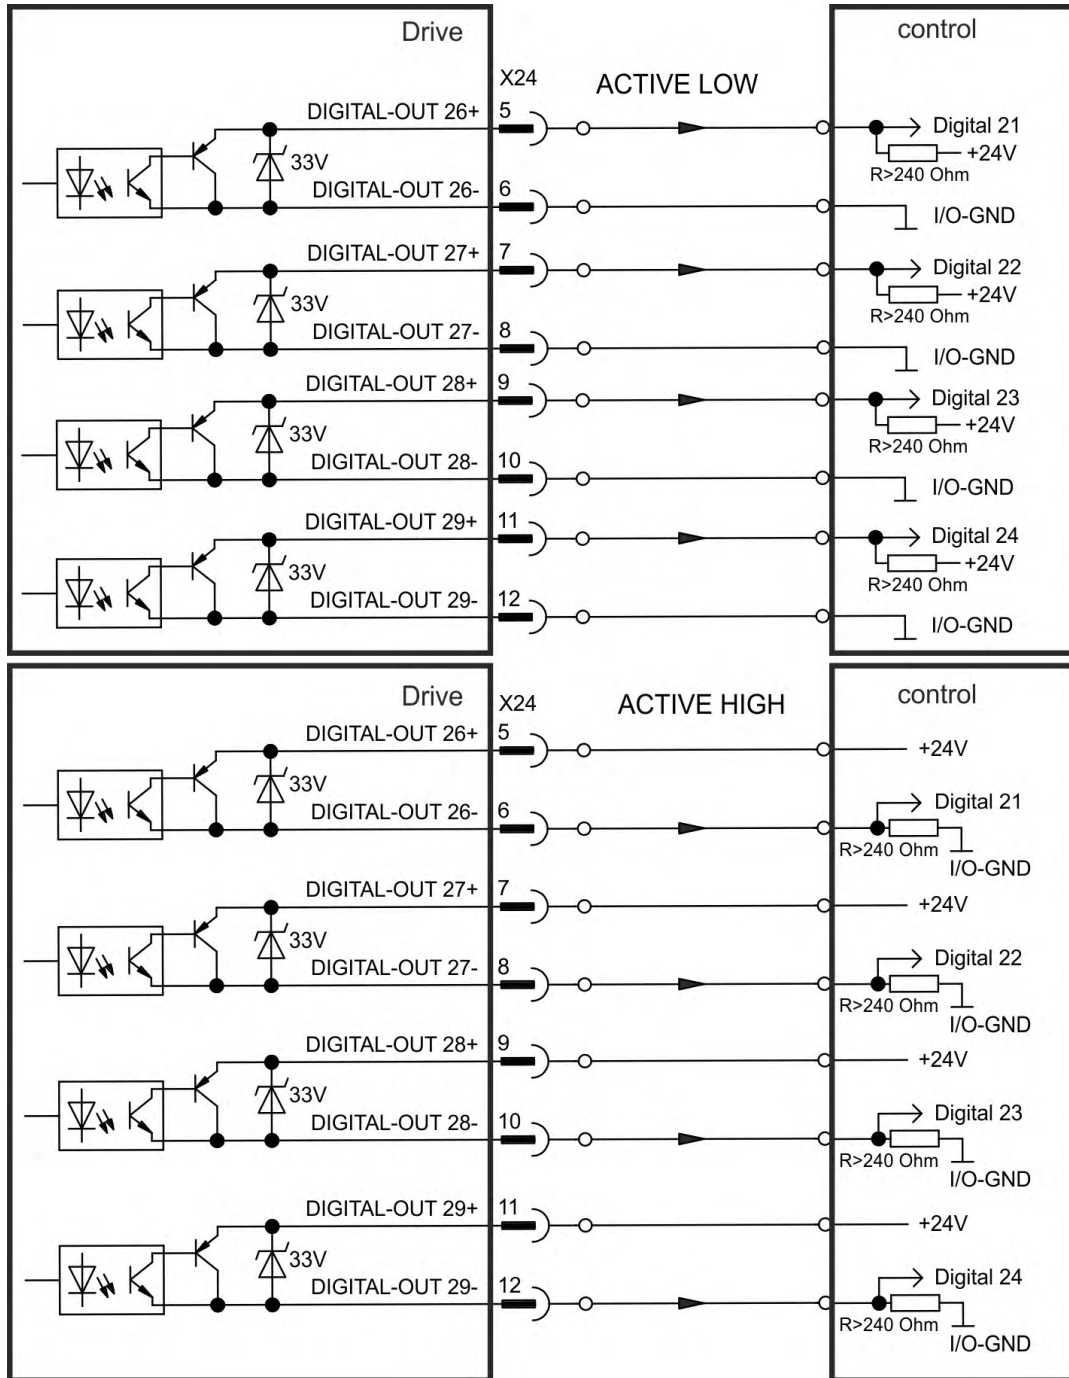 Drive
control
X24
ACTIVE LOW
DIGITAL-OUT 26+
5
Digital 21
33V
+24V
R>240 Ohm
DIGITAL-OUT 26-
6
I/O-GND
DIGITAL-OUT 27+
7
Digital 22
33V
+24V
R>240 Ohm
DIGITAL-OUT 27-
8
I/O-GND
DIGITAL-OUT 28+
9
Digital 23
33V
+24V
R>240 Ohm
DIGITAL-OUT 28-
10
I/O-GND
DIGITAL-OUT 29+
11
Digital 24
33V
+24V
R>240 Ohm
DIGITAL-OUT 29-
12
I/O-GND
Drive
control
X24
ACTIVE HIGH
DIGITAL-OUT 26+
5
+24V
33V
DIGITAL-OUT 26-
6
Digital 21
R>240 Ohm
I/O-GND
DIGITAL-OUT 27+
7
+24V
33V
DIGITAL-OUT 27-
8
Digital 22
R>240 Ohm
I/O-GND
DIGITAL-OUT 28+
9
+24V
33V
DIGITAL-OUT 28-
10
Digital 23
R>240 Ohm
I/O-GND
DIGITAL-OUT 29+
11
+24V
33V
DIGITAL-OUT 29-
12
Digital 24
R>240 Ohm
I/O-GND